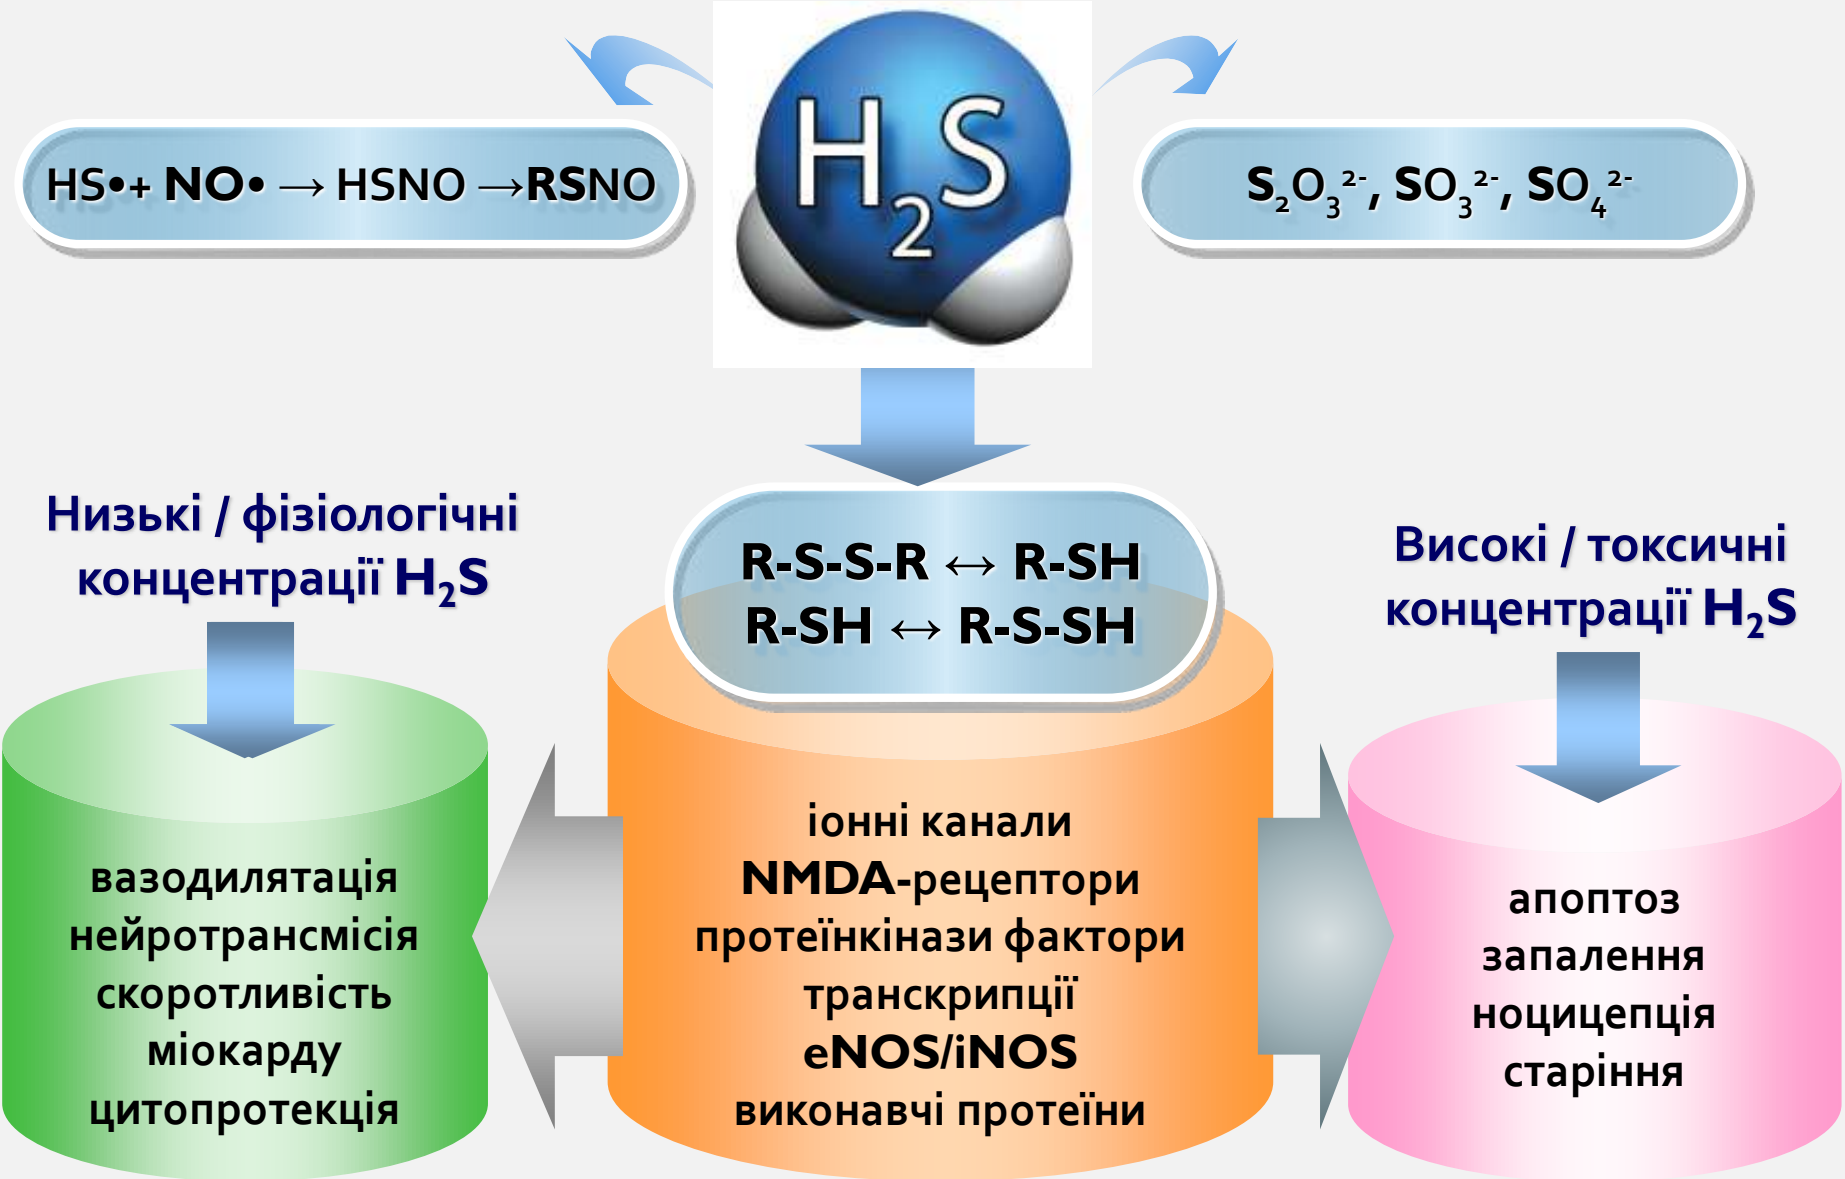 H₂S
HS•+ NO• → HSNO →RSNO
S₂O₃²⁻, SO₃²⁻, SO₄²⁻
Низькі / фізіологічні
концентрації H₂S
R-S-S-R ↔ R-SH
R-SH ↔ R-S-SH
Високі / токсичні
концентрації H₂S
вазодилятація
нейротрансмісія
скоротливість
міокарду
цитопротекція
іонні канали
NMDA-рецептори
протеїнкінази фактори
транскрипції
eNOS/iNOS
виконавчі протеїни
апоптоз
запалення
ноцицепція
старіння